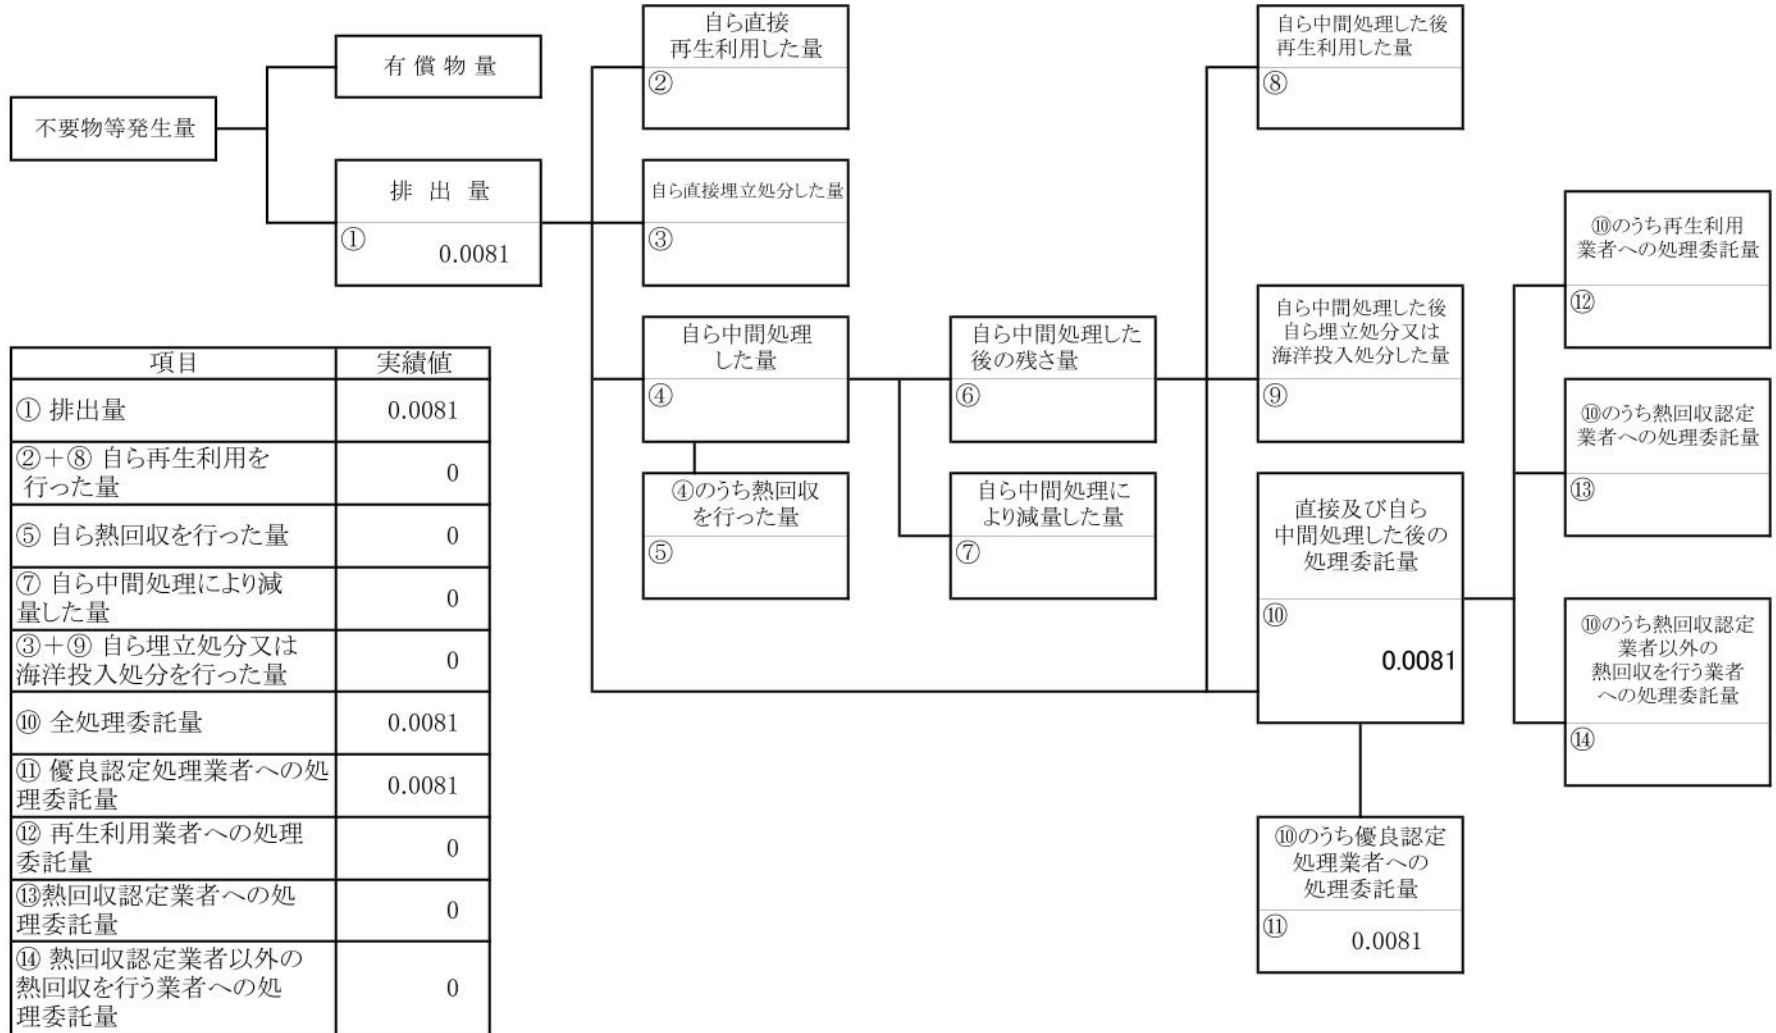 不要物等発生量
有 償 物 量
排 出 量
①
0.0081
自ら直接
再生利用した量
②
自ら直接埋立処分した量
③
自ら中間処理
した量
④
④のうち熱回収
を行った量
⑤
自ら中間処理した
後の残さ量
⑥
自ら中間処理に
より減量した量
⑦
自ら中間処理した後
再生利用した量
⑧
自ら中間処理した後
自ら埋立処分又は
海洋投入処分した量
⑨
直接及び自ら
中間処理した後の
処理委託量
⑩
0.0081
⑩のうち優良認定
処理業者への
処理委託量
⑪
0.0081
⑩のうち再生利用
業者への処理委託量
⑫
⑩のうち熱回収認定
業者への処理委託量
⑬
⑩のうち熱回収認定
業者以外の
熱回収を行う業者
への処理委託量
⑭
項目 実績値
① 排出量 0.0081
②+⑧ 自ら再生利用を
行った量 0
⑤ 自ら熱回収を行った量 0
⑦ 自ら中間処理により減
量した量 0
③+⑨ 自ら埋立処分又は
海洋投入処分を行った量 0
⑩ 全処理委託量 0.0081
⑪ 優良認定処理業者への処
理委託量 0.0081
⑫ 再生利用業者への処理
委託量 0
⑬熱回収認定業者への処
理委託量 0
⑭ 熱回収認定業者以外の
熱回収を行う業者への処
理委託量 0